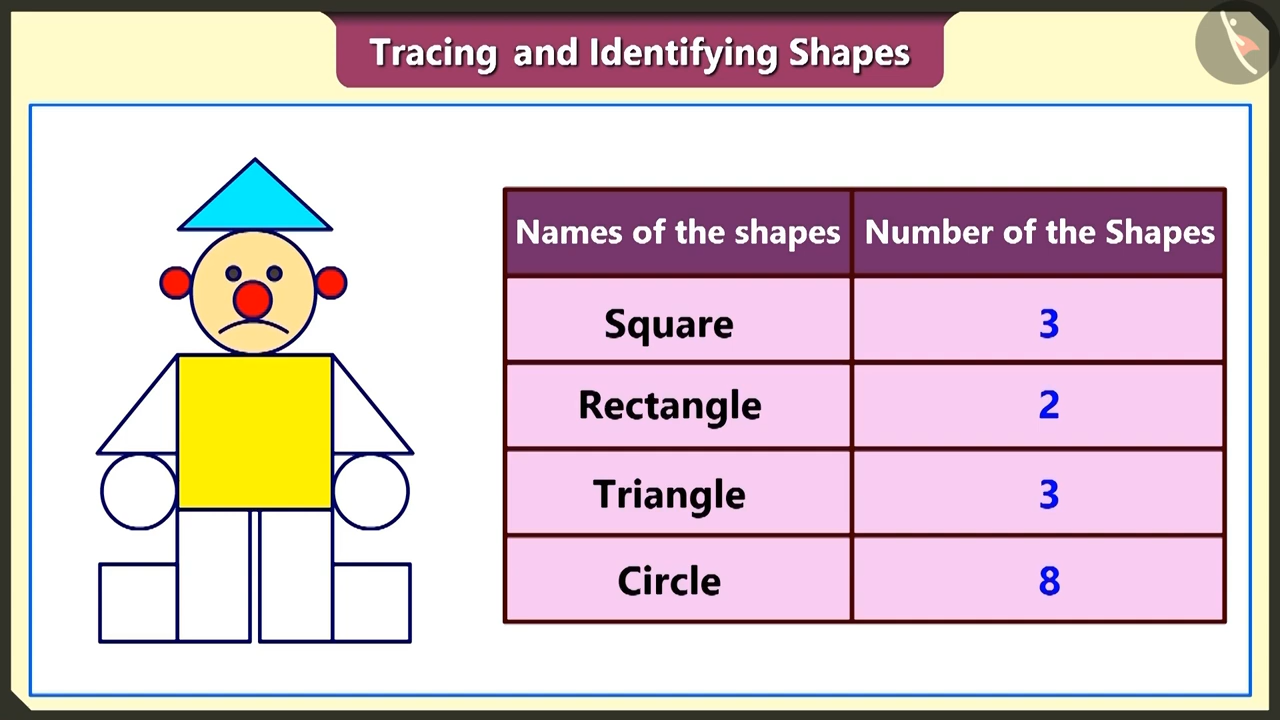 Tracing and Identifying Shapes
Names of the shapes Number of the Shapes
Square 3
Rectangle 2
Triangle 3
Circle 8